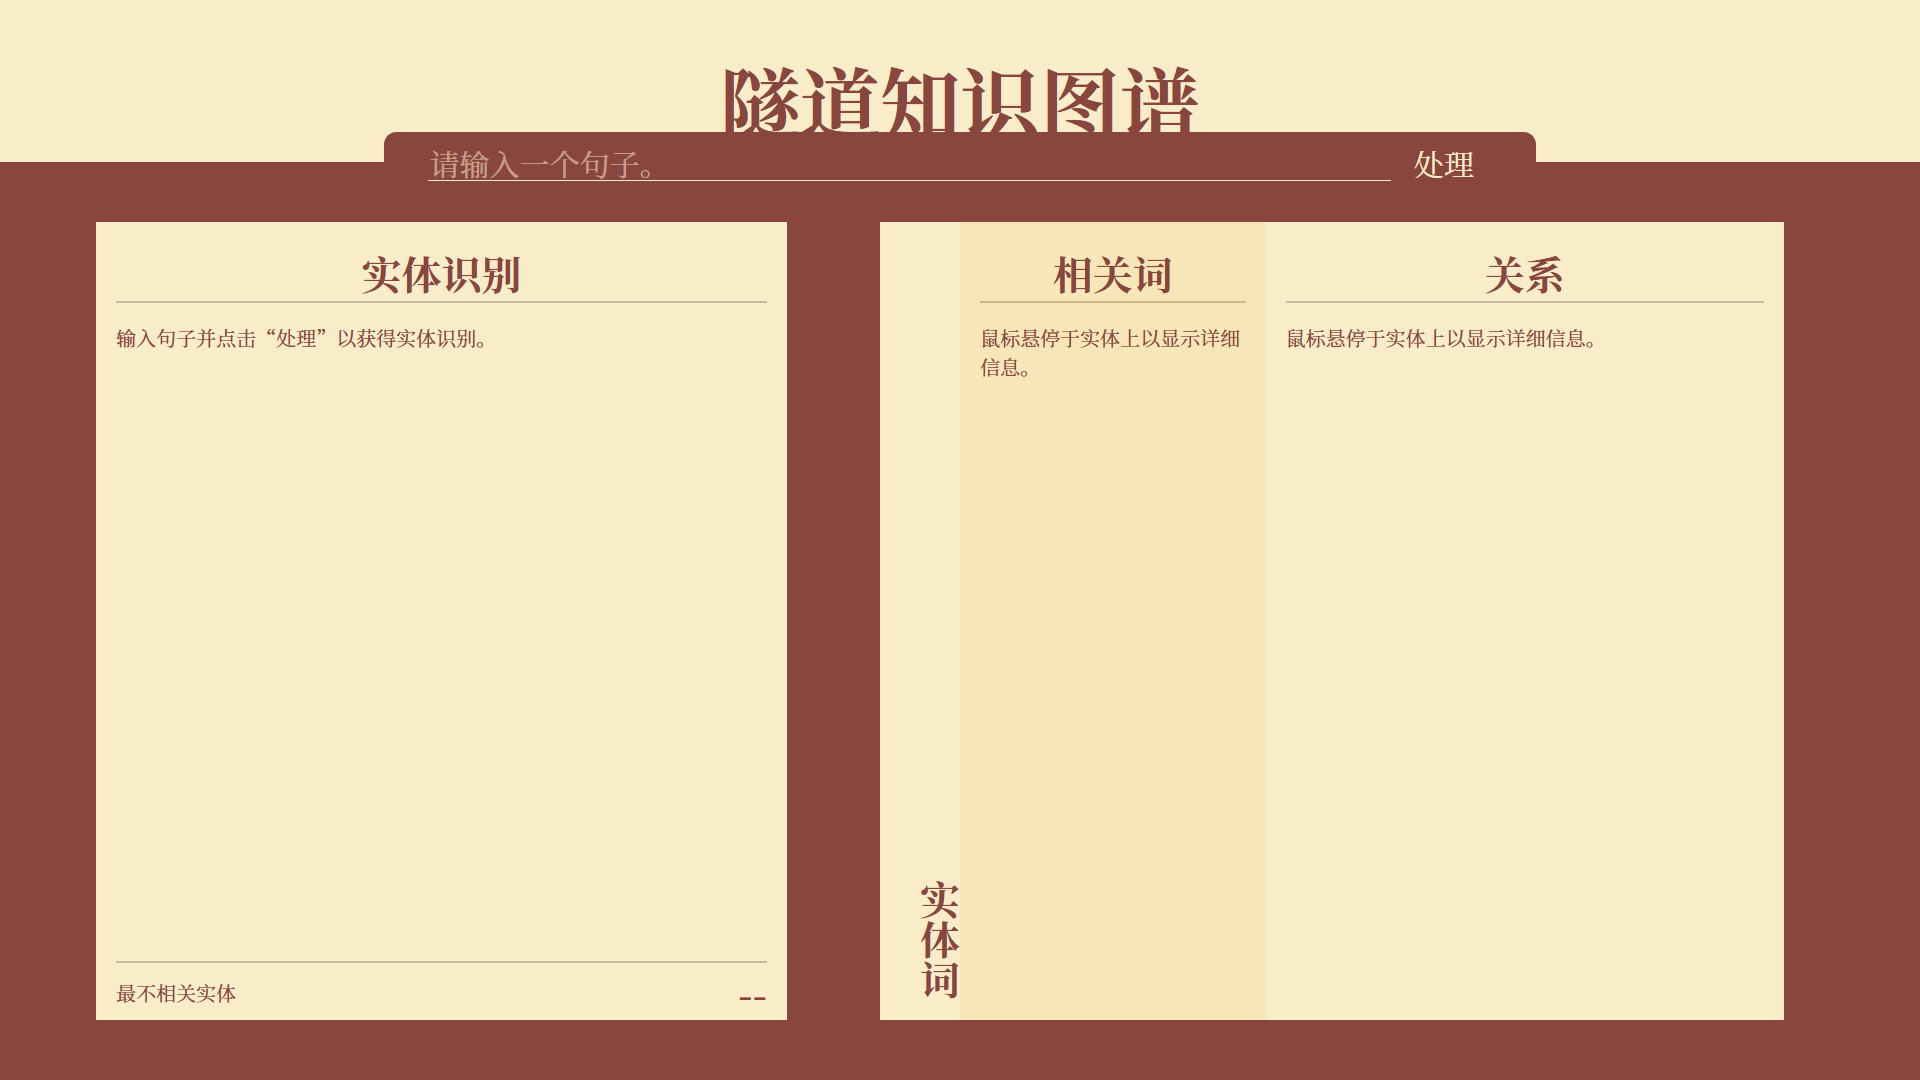 隧道知识图谱
请输入一个句子。
处理
实体识别
输入句子并点击“处理”以获得实体识别。
最不相关实体
--
实体词
相关词
鼠标悬停于实体上以显示详细
信息。
关系
鼠标悬停于实体上以显示详细信息。